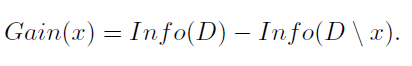 Gain(x) = Info(D) − Info(D \ x).